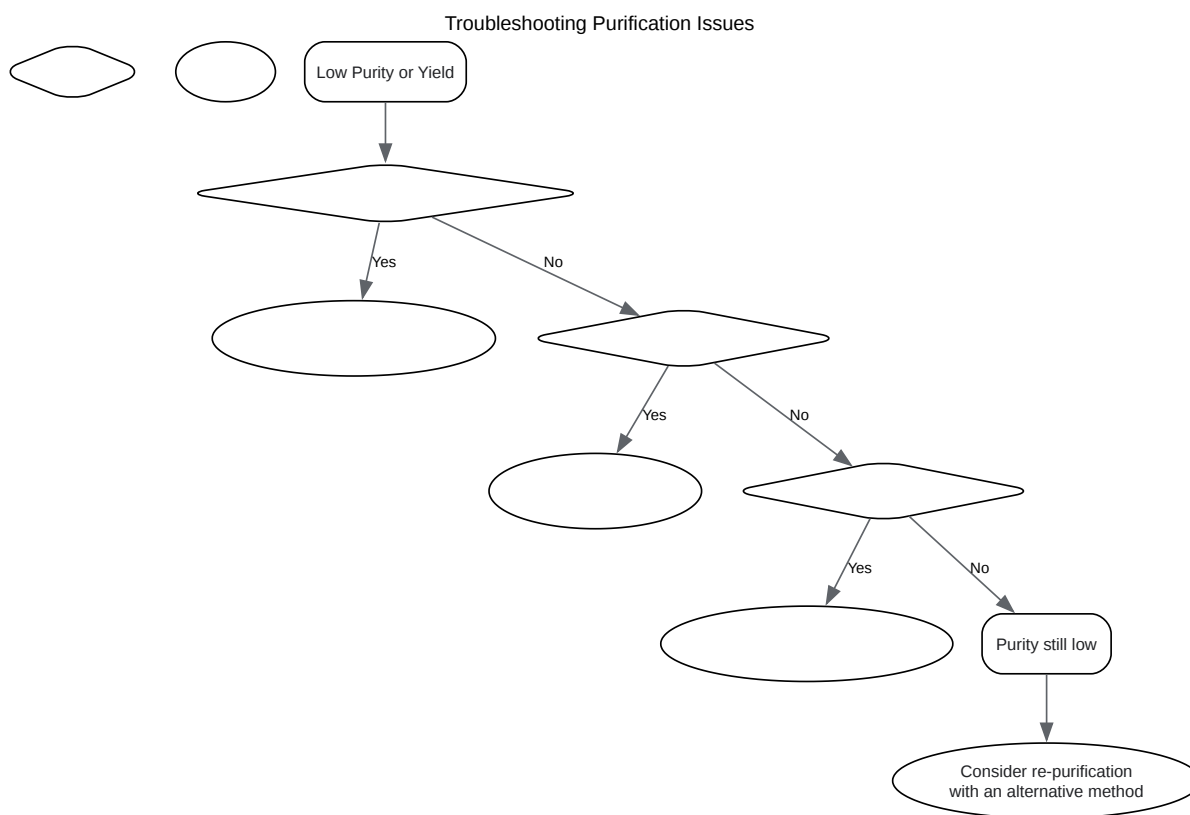 Troubleshooting Purification Issues
Low Purity or Yield
Yes
No
Yes
No
Yes
No
Purity still low
Consider re-purification
with an alternative method